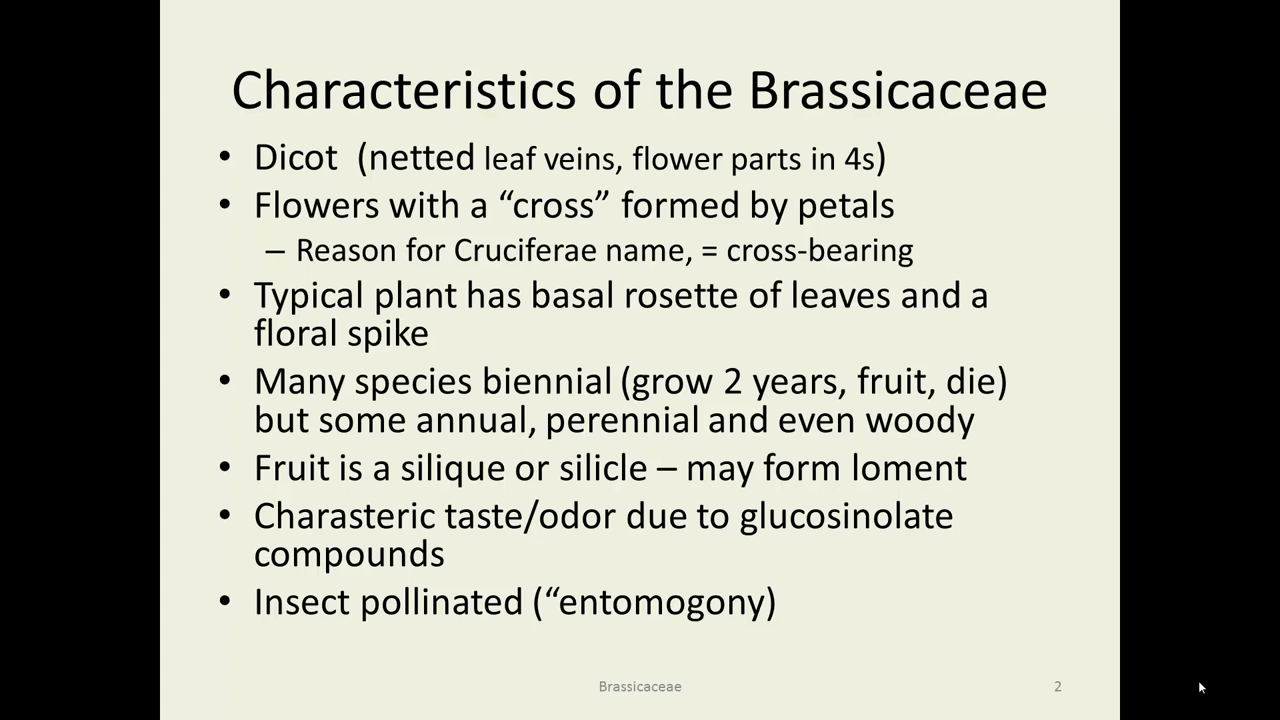 Characteristics of the Brassicaceae
• Dicot (netted leaf veins, flower parts in 4s)
• Flowers with a “cross” formed by petals
– Reason for Cruciferae name, = cross-bearing
• Typical plant has basal rosette of leaves and a
floral spike
• Many species biennial (grow 2 years, fruit, die)
but some annual, perennial and even woody
• Fruit is a silique or silicle – may form loment
• Charasteric taste/odor due to glucosinolate
compounds
• Insect pollinated (“entomogony)
Brassicaceae 2